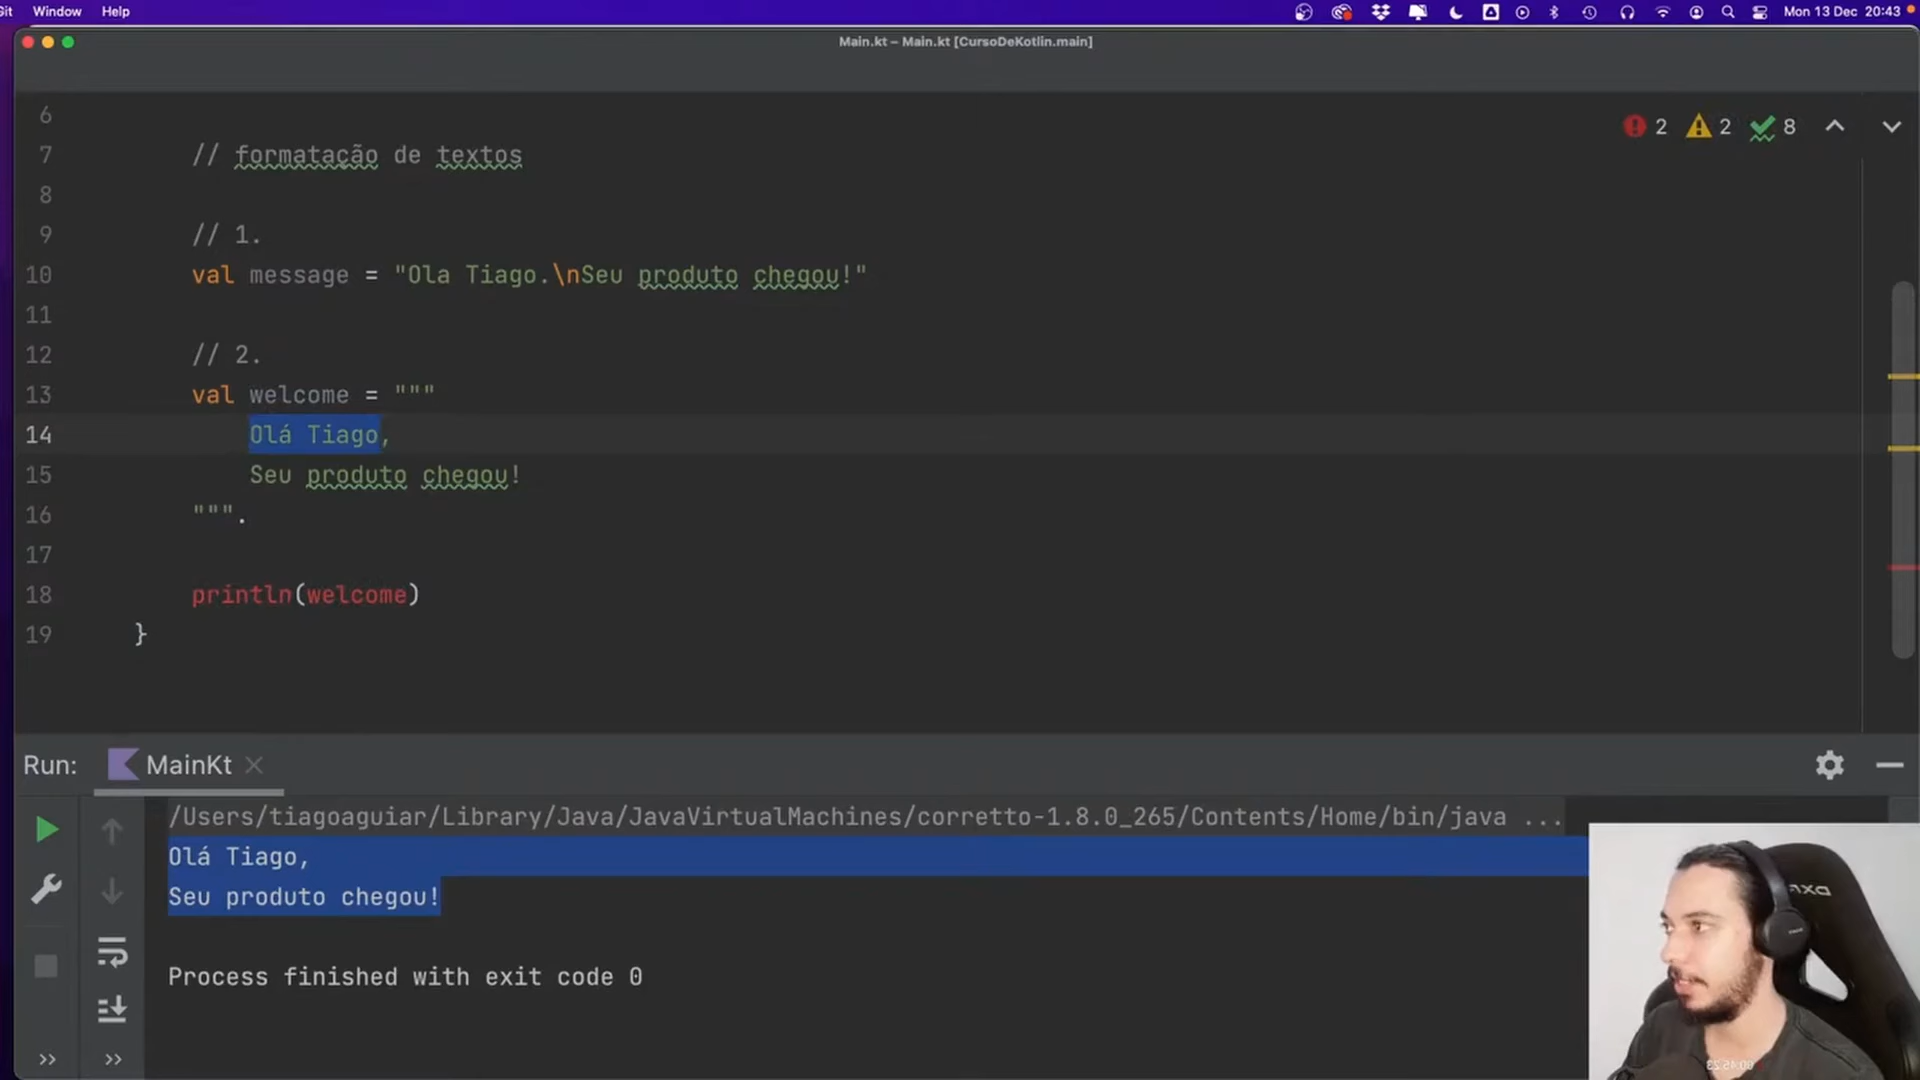 Git Window Help Mon 13 Dec 20:43
Main.kt – Main.kt [CursoDeKotlin.main]
2 2 8
6
7 // formatação de textos
8
9 // 1.
10 val message = "Ola Tiago.\nSeu produto chegou!"
11
12 // 2.
13 val welcome = """
14 Olá Tiago,
15 Seu produto chegou!
16 """.
17
18 println(welcome)
19 }
Run: MainKt
/Users/tiagoaguiar/Library/Java/JavaVirtualMachines/corretto-1.8.0_265/Contents/Home/bin/java ...
Olá Tiago,
Seu produto chegou!
Process finished with exit code 0